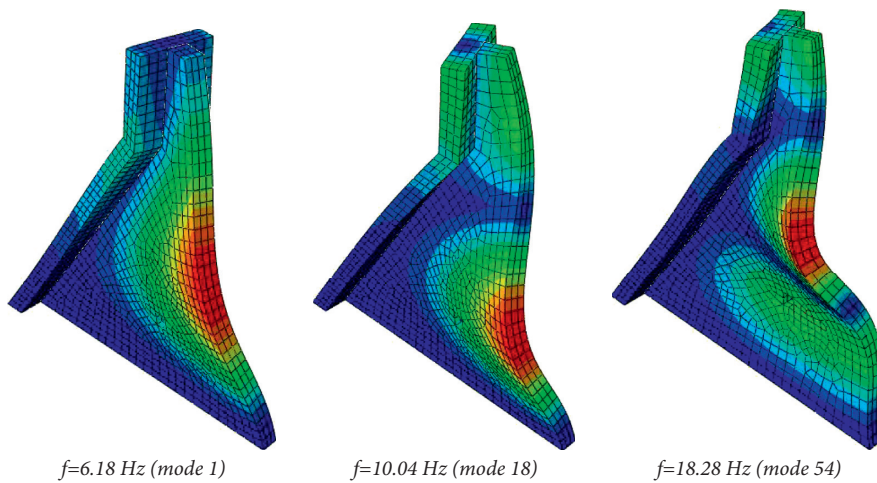 f=6.18 Hz (mode 1)
f=10.04 Hz (mode 18)
f=18.28 Hz (mode 54)